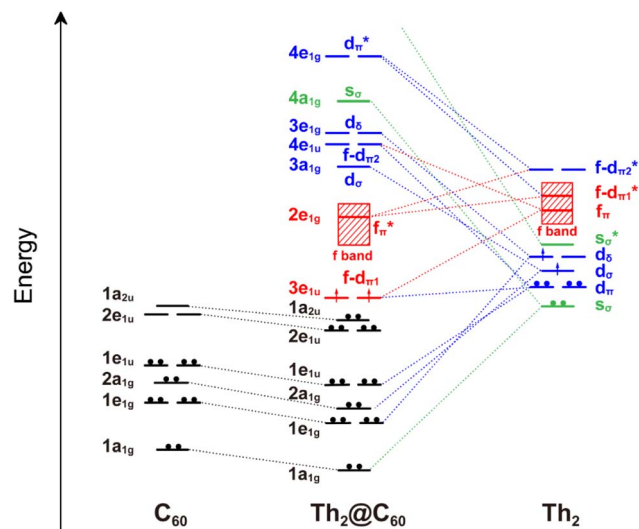 Energy
4e1g dπ*
4a1g sσ
3e1g dδ
4e1u f-dπ2
3a1g dσ
2e1g fπ*
f band
3e1u f-dπ1
1a2u
2e1u
1e1u
2a1g
1e1g
1a1g
1a2u
2e1u
1e1u
2a1g
1e1g
1a1g
f-dπ2*
f-dπ1*
fπ
f band
sσ*
dδ
dσ
dπ
sσ
C60 Th2@C60 Th2